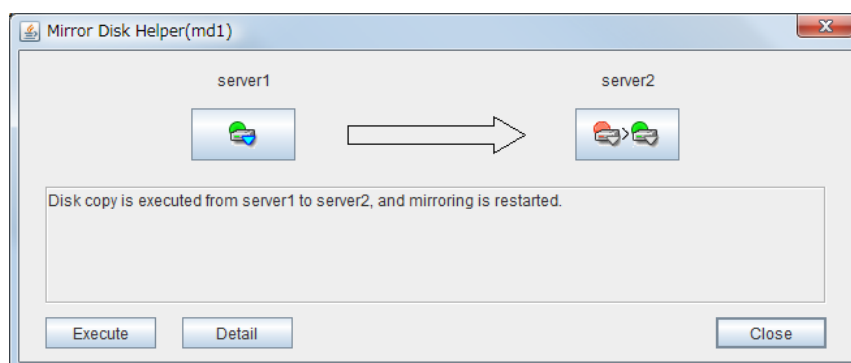 Mirror Disk Helper(md1)
server1
server2
Disk copy is executed from server1 to server2, and mirroring is restarted.
Execute
Detail
Close